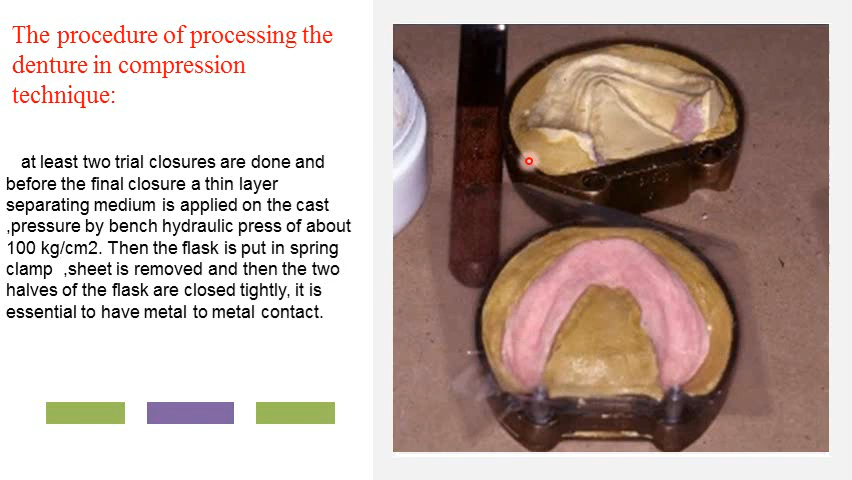 The procedure of processing the
denture in compression
technique:
at least two trial closures are done and
before the final closure a thin layer
separating medium is applied on the cast
,pressure by bench hydraulic press of about
100 kg/cm2. Then the flask is put in spring
clamp ,sheet is removed and then the two
halves of the flask are closed tightly, it is
essential to have metal to metal contact.